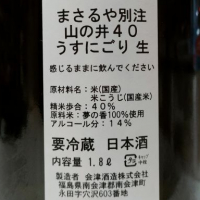 まさるや別注
山の井40
うすにごり 生
感じるままに飲んでください
原材料名:米(国産)
米こうじ(国産米)
精米歩合:40%
原料米:夢の香100%使用
アルコール分:14%
要冷蔵 日本酒
内容量 1.8ℓ
製造者 会津酒造株式会社
福島県南会津郡南会津町
永田字穴沢603